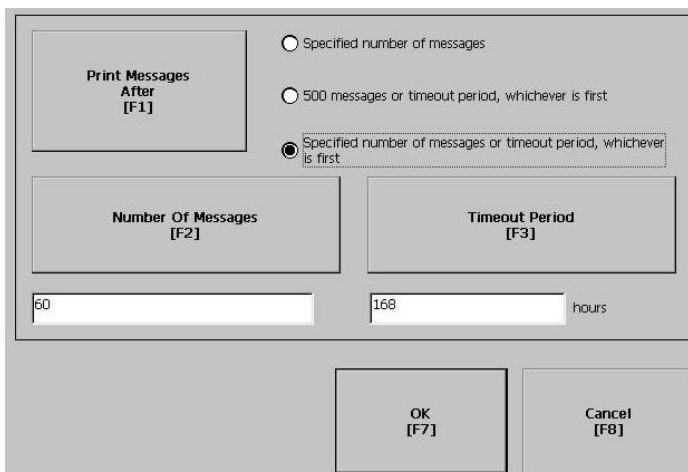 Print Messages
After
[F1]
Specified number of messages
500 messages or timeout period, whichever is first
Specified number of messages or timeout period, whichever
is first
Number Of Messages
[F2]
Timeout Period
[F3]
60
168
hours
OK
[F7]
Cancel
[F8]